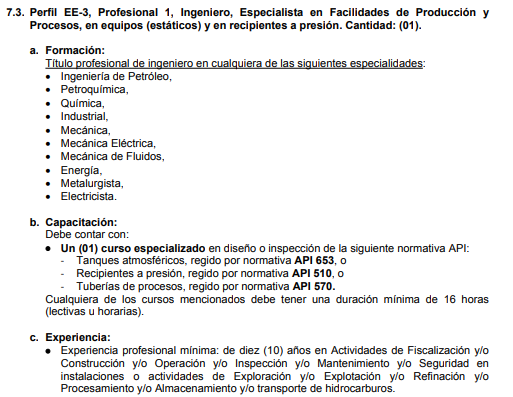 7.3. Perfil EE-3, Profesional 1, Ingeniero, Especialista en Facilidades de Producción y
Procesos, en equipos (estáticos) y en recipientes a presión. Cantidad: (01).
a. Formación:
Título profesional de ingeniero en cualquiera de las siguientes especialidades:
• Ingeniería de Petróleo,
• Petroquímica,
• Química,
• Industrial,
• Mecánica,
• Mecánica Eléctrica,
• Mecánica de Fluidos,
• Energía,
• Metalurgista,
• Electricista.
b. Capacitación:
Debe contar con:
• Un (01) curso especializado en diseño o inspección de la siguiente normativa API:
- Tanques atmosféricos, regido por normativa API 653, o
- Recipientes a presión, regido por normativa API 510, o
- Tuberías de procesos, regido por normativa API 570.
Cualquiera de los cursos mencionados debe tener una duración mínima de 16 horas
(lectivas u horarias).
c. Experiencia:
• Experiencia profesional mínima: de diez (10) años en Actividades de Fiscalización y/o
Construcción y/o Operación y/o Inspección y/o Mantenimiento y/o Seguridad en
instalaciones o actividades de Exploración y/o Explotación y/o Refinación y/o
Procesamiento y/o Almacenamiento y/o transporte de hidrocarburos.